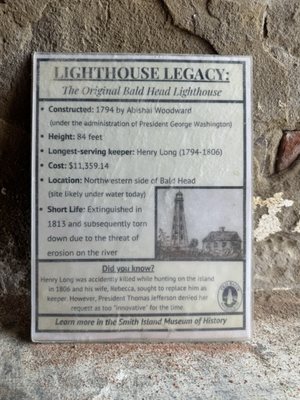 LIGHTHOUSE LEGACY:
The Original Bald Head Lighthouse
• Constructed: 1794 by Abishai Woodward
(under the administration of President George Washington)
• Height: 84 feet
• Longest-serving keeper: Henry Long (1794-1806)
• Cost: $11,359.14
• Location: Northwestern side of Bald Head
(site likely under water today)
• Short Life: Extinguished in
1813 and subsequently torn
down due to the threat of
erosion on the river
Did you know?
Henry Long was accidently killed while hunting on the island
in 1806 and his wife, Rebecca, sought to replace him as
keeper. However, President Thomas Jefferson denied her
request as too "innovative" for the time.
Learn more in the Smith Island Museum of History